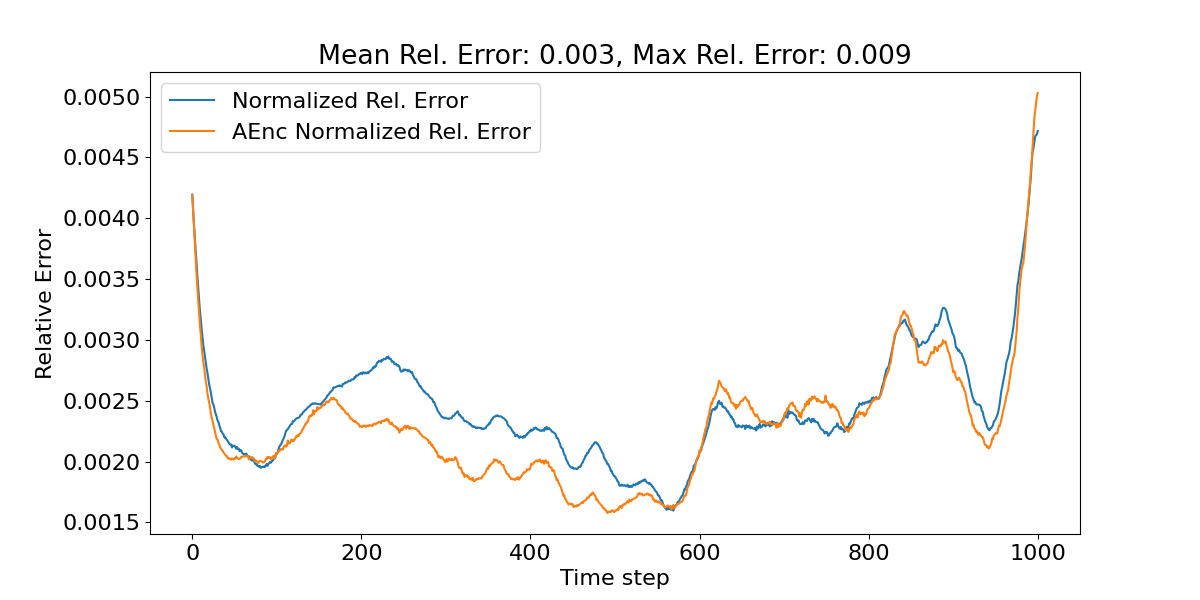 Mean Rel. Error: 0.003, Max Rel. Error: 0.009
Normalized Rel. Error
AEnc Normalized Rel. Error
0.0050
0.0045
0.0040
0.0035
0.0030
0.0025
0.0020
0.0015
Relative Error
0 200 400 600 800 1000
Time step